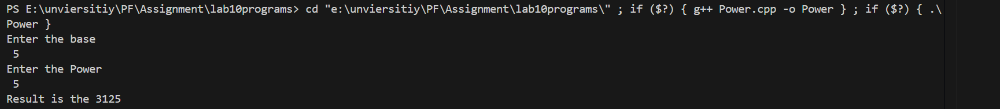 PS E:\unviersitiy\PF\Assignment\lab10programs> cd "e:\unviersitiy\PF\Assignment\lab10programs\" ; if ($?) { g++ Power.cpp -o Power } ; if ($?) { .\
Power }
Enter the base
 5
Enter the Power
 5
Result is the 3125